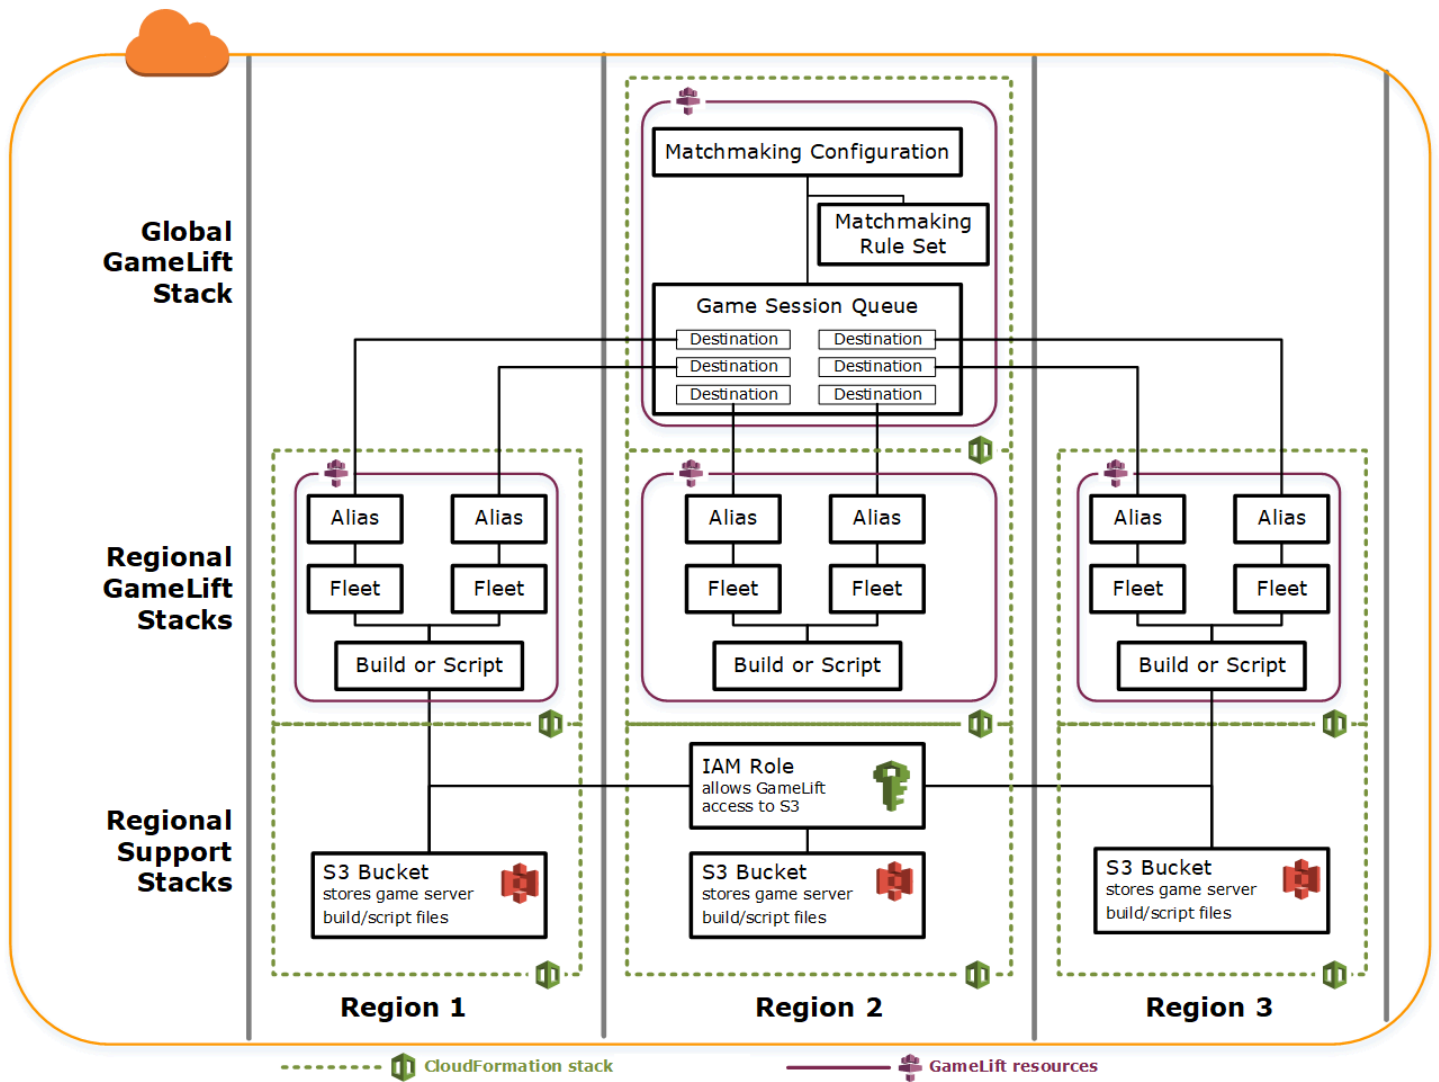 Matchmaking Configuration
Matchmaking
Rule Set
Global
GameLift
Stack
Game Session Queue
Destination
Destination
Destination
Destination
Destination
Destination
Regional
GameLift
Stacks
Alias
Alias
Fleet
Fleet
Build or Script
Alias
Alias
Fleet
Fleet
Build or Script
Alias
Alias
Fleet
Fleet
Build or Script
Regional
Support
Stacks
IAM Role
allows GameLift
access to S3
S3 Bucket
stores game server
build/script files
S3 Bucket
stores game server
build/script files
S3 Bucket
stores game server
build/script files
Region 1
Region 2
Region 3
CloudFormation stack
GameLift resources